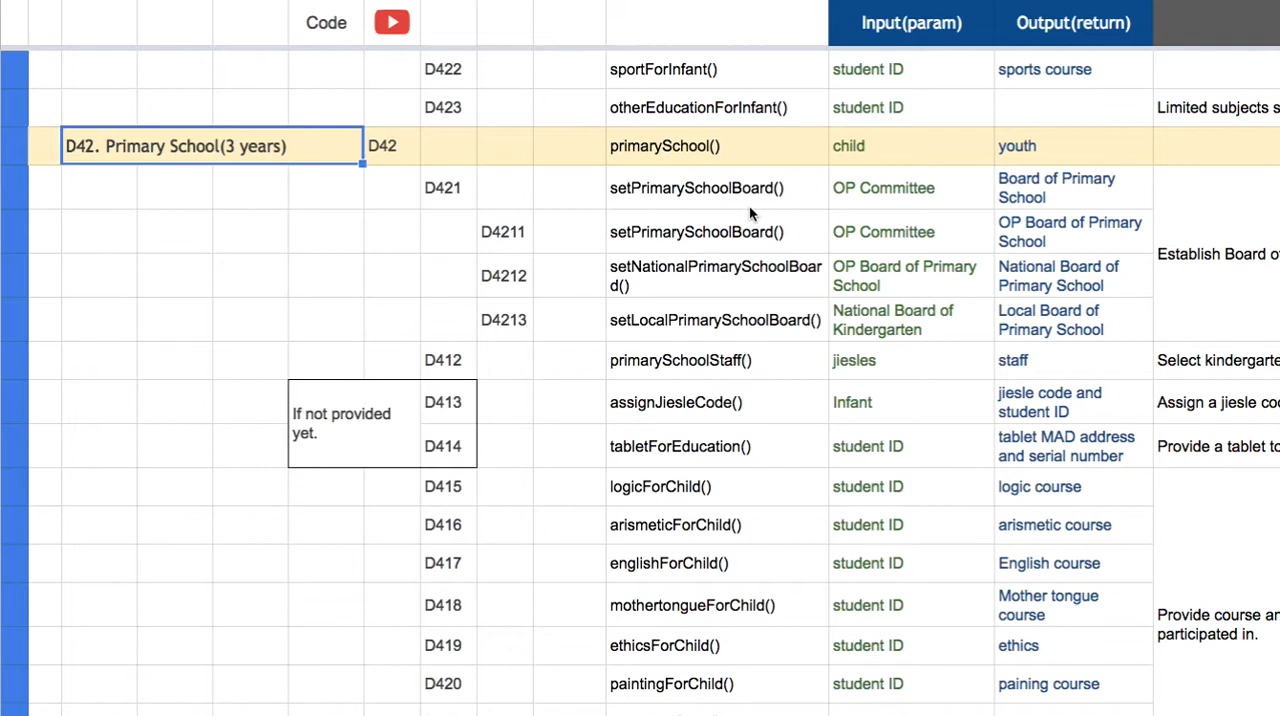 Code Input(param) Output(return)
D422 sportForInfant() student ID sports course
D423 otherEducationForInfant() student ID Limited subjects s
D42. Primary School(3 years) D42 primarySchool() child youth
D421 setPrimarySchoolBoard() OP Committee Board of Primary
School
D4211 setPrimarySchoolBoard() OP Committee OP Board of Primary
School
Establish Board of
D4212 setNationalPrimarySchoolBoar OP Board of Primary National Board of
d() School Primary School
D4213 setLocalPrimarySchoolBoard() National Board of Local Board of
Kindergarten Primary School
D412 primarySchoolStaff() jiesles staff Select kindergarte
If not provided
yet.
D413 assignJiesleCode() Infant jiesle code and
student ID
Assign a jiesle co
D414 tabletForEducation() student ID tablet MAD address
and serial number
Provide a tablet to
D415 logicForChild() student ID logic course
D416 arismeticForChild() student ID arismetic course
D417 englishForChild() student ID English course
D418 mothertongueForChild() student ID Mother tongue
course
Provide course an
participated in.
D419 ethicsForChild() student ID ethics
D420 paintingForChild() student ID paining course